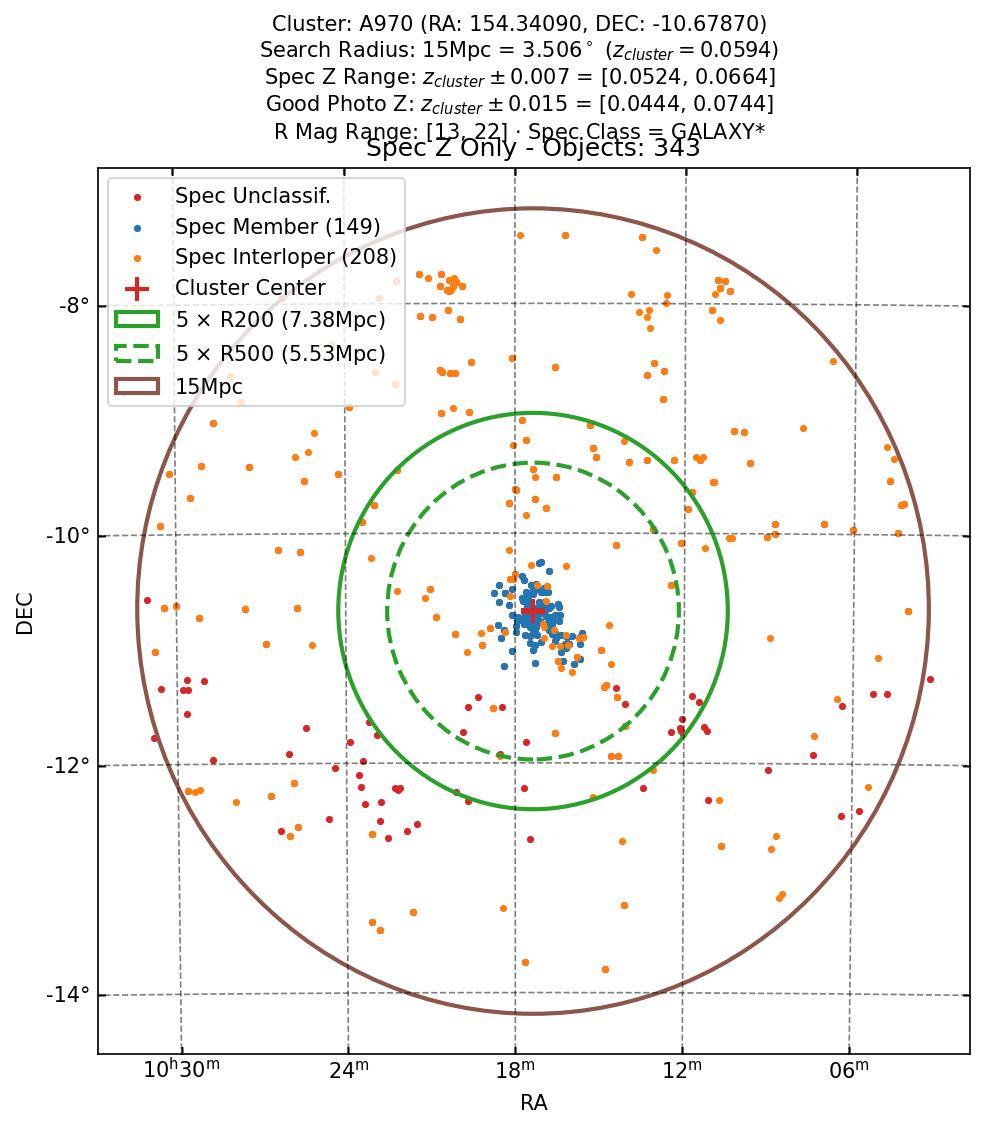 Cluster: A970 (RA: 154.34090, DEC: -10.67870)
Search Radius: 15Mpc = 3.506° (z_cluster = 0.0594)
Spec Z Range: z_cluster ± 0.007 = [0.0524, 0.0664]
Good Photo Z: z_cluster ± 0.015 = [0.0444, 0.0744]
R Mag Range: [13, 22] · Spec Class = GALAXY*
Spec Z Only - Objects: 343
Spec Unclassif.
Spec Member (149)
Spec Interloper (208)
Cluster Center
5 × R200 (7.38Mpc)
5 × R500 (5.53Mpc)
15Mpc
-8°
-10°
-12°
-14°
DEC
10ʰ30ᵐ 24ᵐ 18ᵐ 12ᵐ 06ᵐ
RA